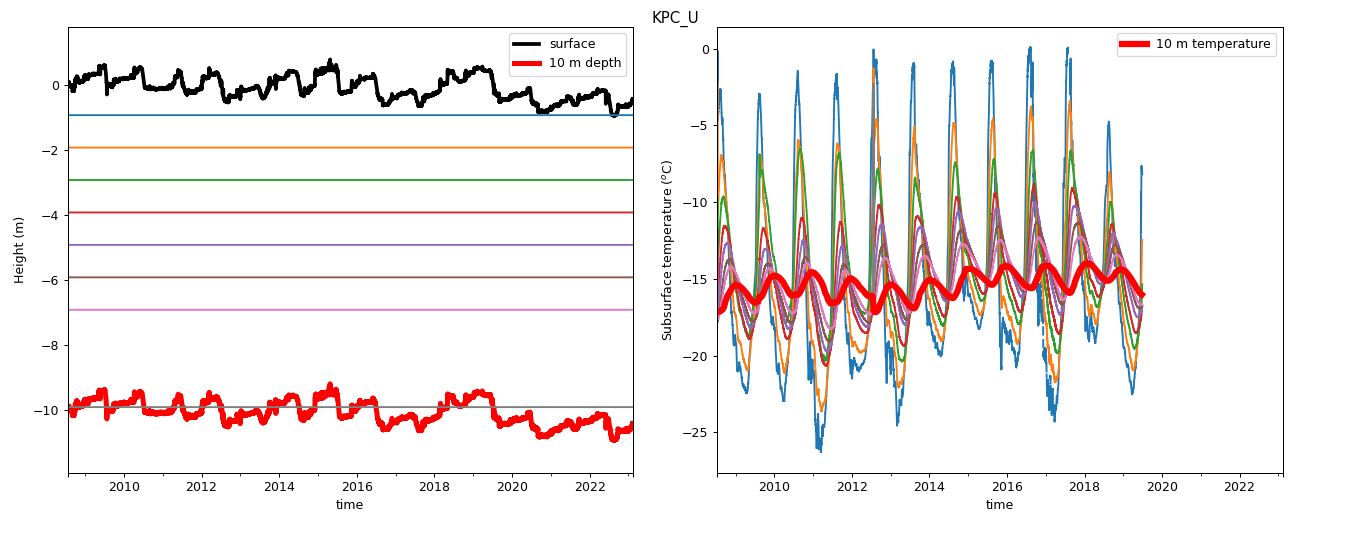 KPC_U
surface
10 m depth
Height (m)
0
−2
−4
−6
−8
−10
2010 2012 2014 2016 2018 2020 2022
time
10 m temperature
Subsurface temperature (°C)
0
−5
−10
−15
−20
−25
2010 2012 2014 2016 2018 2020 2022
time